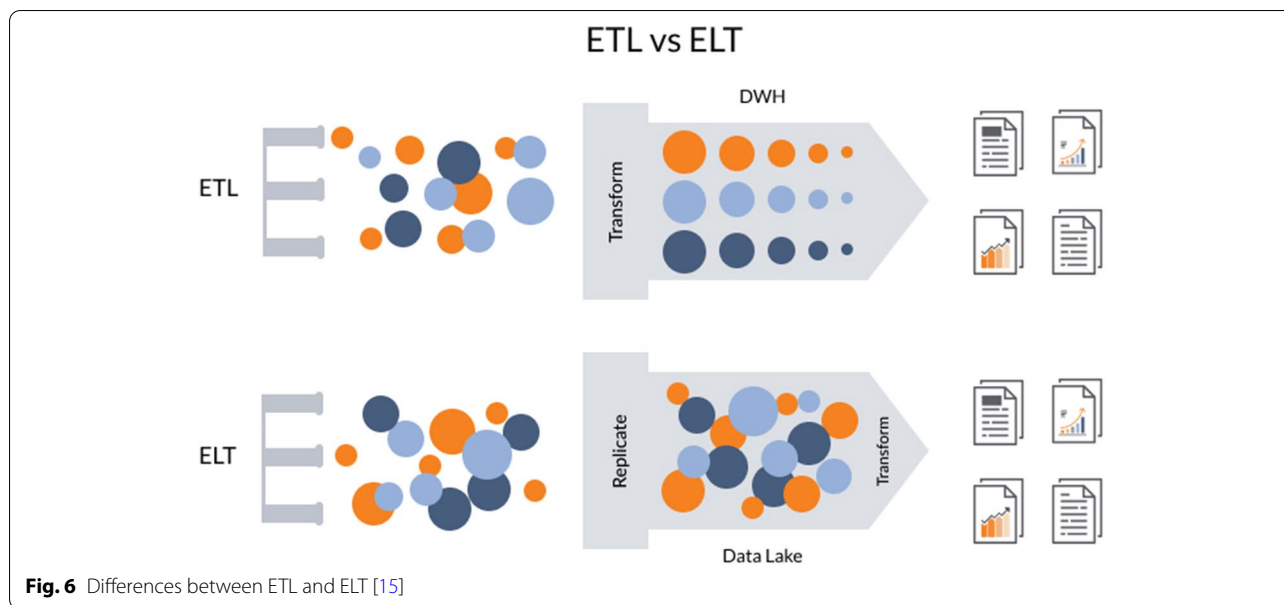 ETL vs ELT
DWH
ETL
Transform
ELT
Replicate
Transform
Data Lake
Fig. 6 Differences between ETL and ELT [15]